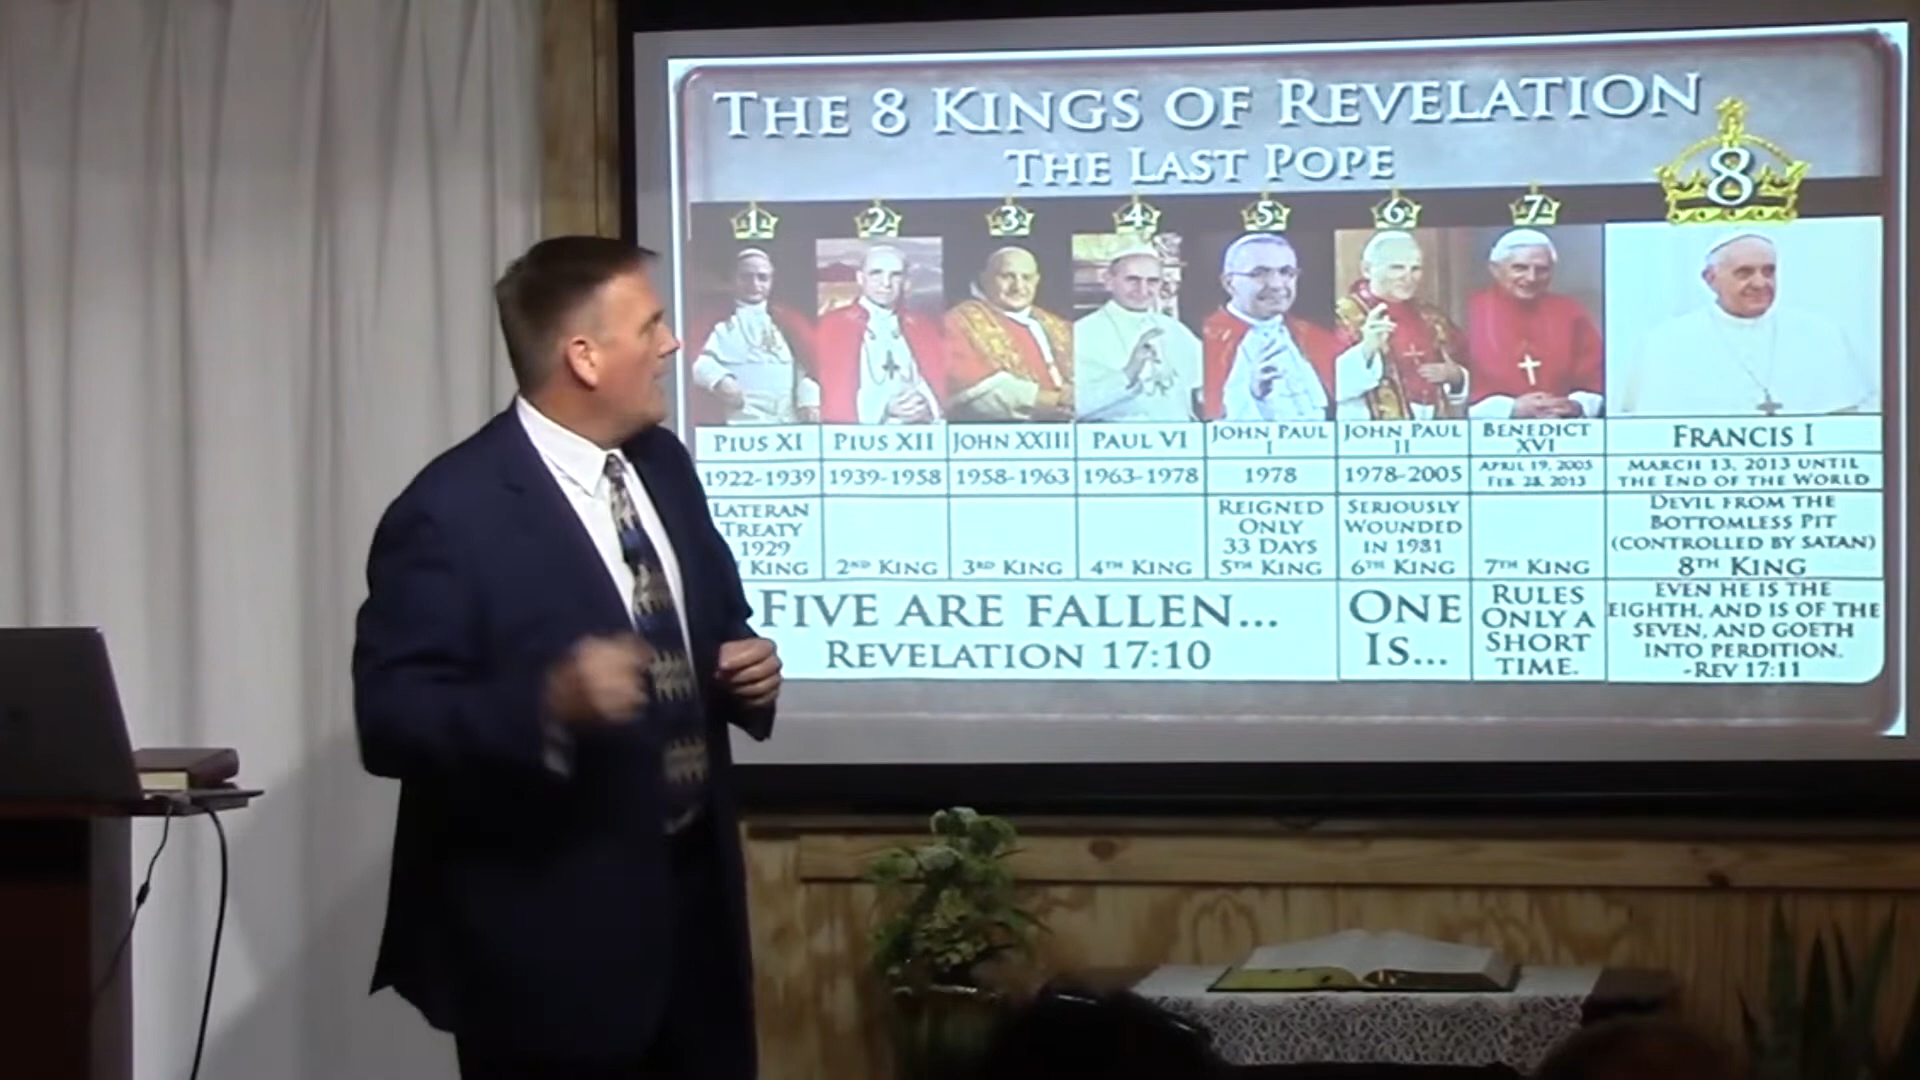 THE 8 KINGS OF REVELATION
THE LAST POPE
1 2 3 4 5 6 7 8
PIUS XI
PIUS XII
JOHN XXIII
PAUL VI
JOHN PAUL
I
JOHN PAUL
II
BENEDICT
XVI
FRANCIS I
1922-1939
1939-1958
1958-1963
1963-1978
1978
1978-2005
APRIL 19, 2005
FEB 28, 2013
MARCH 13, 2013 UNTIL
THE END OF THE WORLD
LATERAN
TREATY
1929
KING
2ND KING
3RD KING
4TH KING
REIGNED
ONLY
33 DAYS
5TH KING
SERIOUSLY
WOUNDED
IN 1981
6TH KING
7TH KING
DEVIL FROM THE
BOTTOMLESS PIT
(CONTROLLED BY SATAN)
8TH KING
FIVE ARE FALLEN...
REVELATION 17:10
ONE
IS...
RULES
ONLY A
SHORT
TIME.
EVEN HE IS THE
EIGHTH, AND IS OF THE
SEVEN, AND GOETH
INTO PERDITION.
-REV 17:11